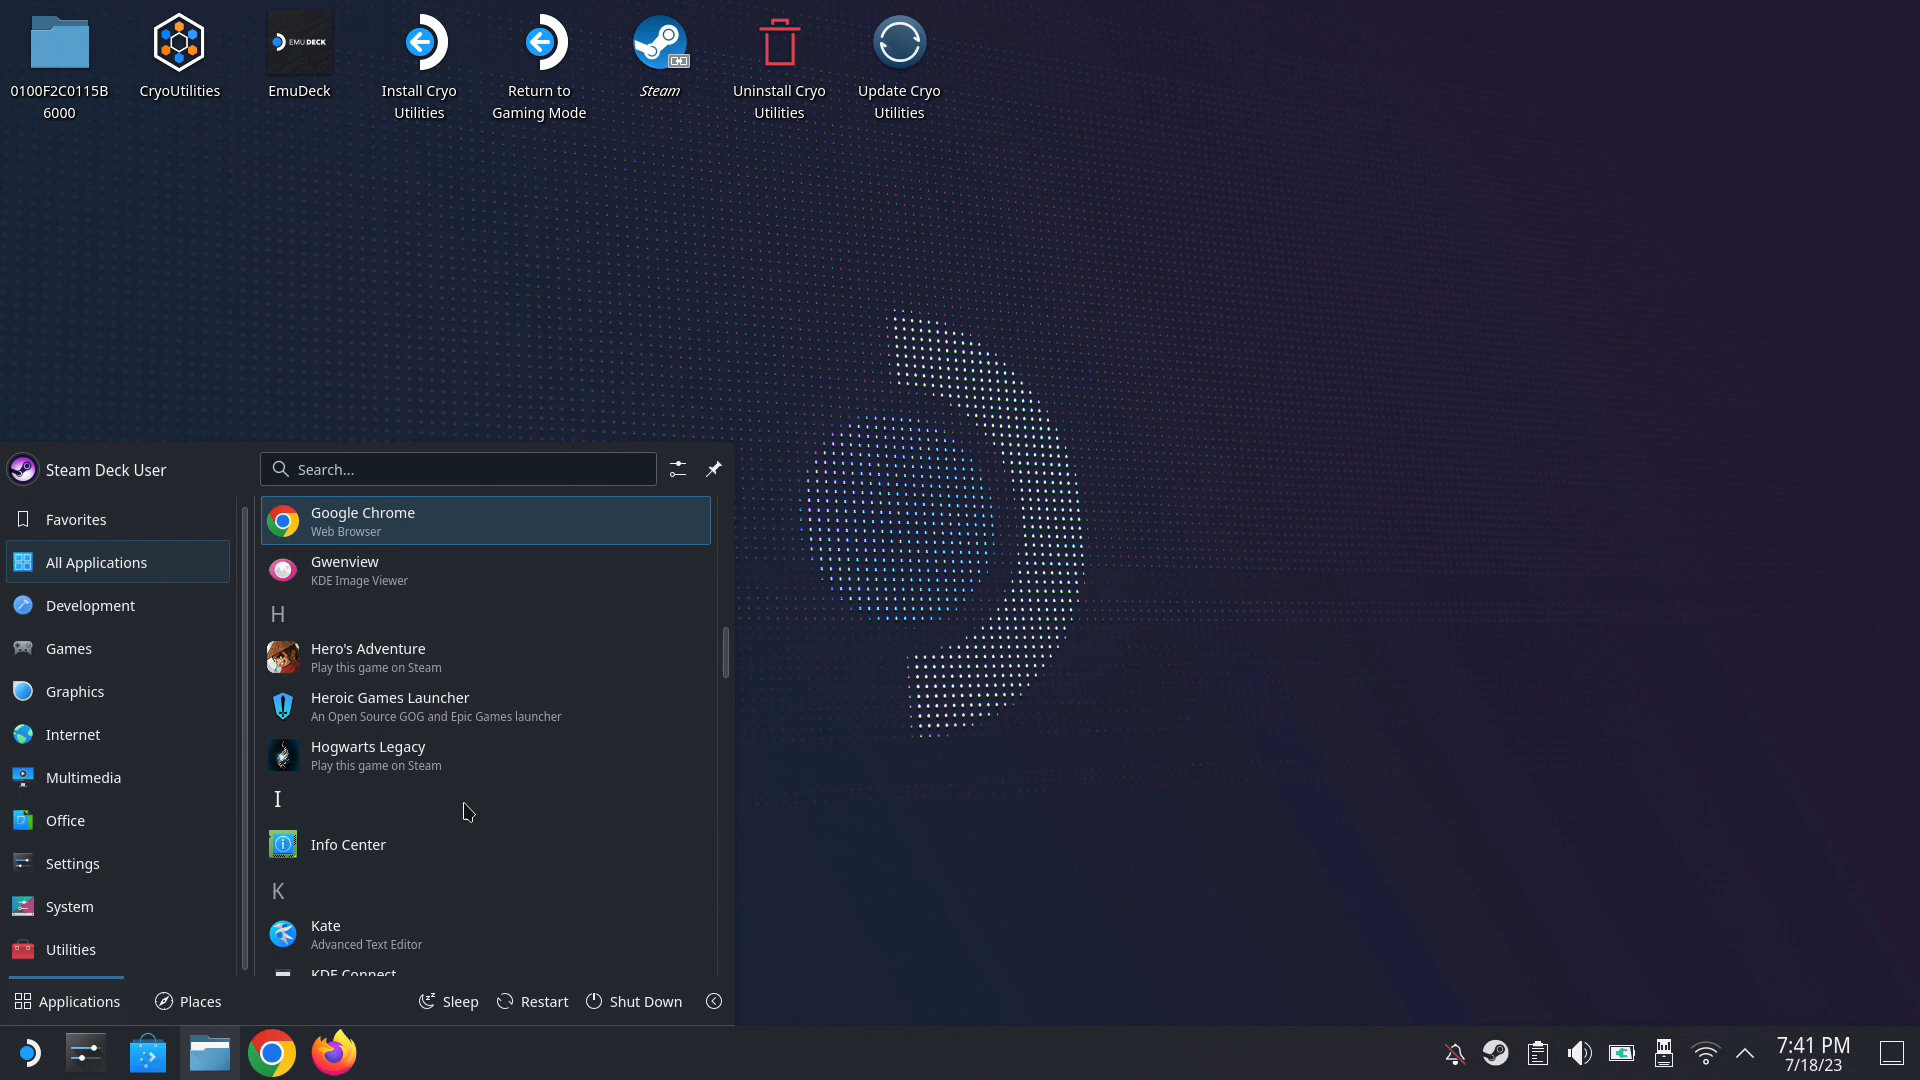 0100F2C0115B
6000
CryoUtilities
EMUDECK
EmuDeck
Install Cryo
Utilities
Return to
Gaming Mode
Steam
Uninstall Cryo
Utilities
Update Cryo
Utilities
Steam Deck User
Search...
Favorites
All Applications
Development
Games
Graphics
Internet
Multimedia
Office
Settings
System
Utilities
Google Chrome
Web Browser
Gwenview
KDE Image Viewer
H
Hero's Adventure
Play this game on Steam
Heroic Games Launcher
An Open Source GOG and Epic Games launcher
Hogwarts Legacy
Play this game on Steam
I
Info Center
K
Kate
Advanced Text Editor
KDE Connect
Applications
Places
Sleep
Restart
Shut Down
7:41 PM
7/18/23